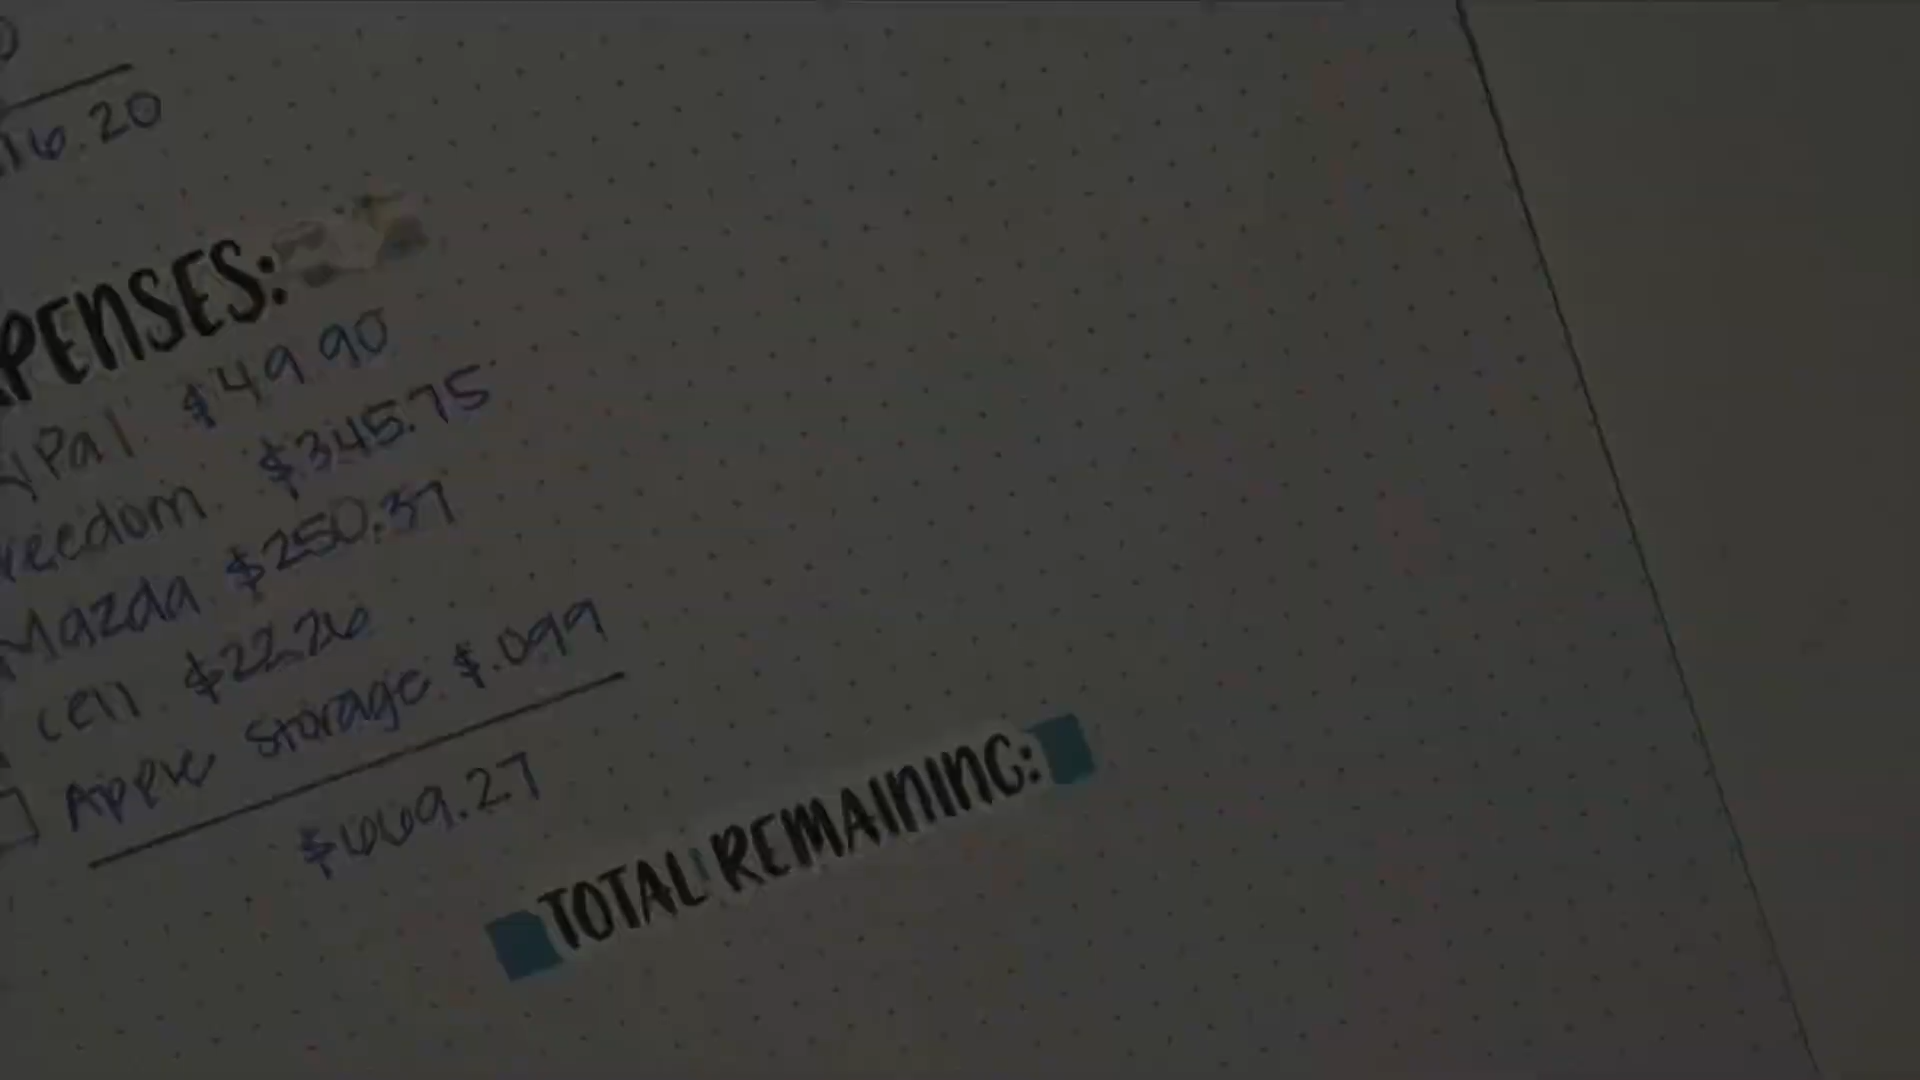 16.20
PENSES:
Pal $49.90
reedom $345.75
Mazda $250.37
Cell $22.26
Apple Storage $.099
$669.27
TOTAL REMAINING: